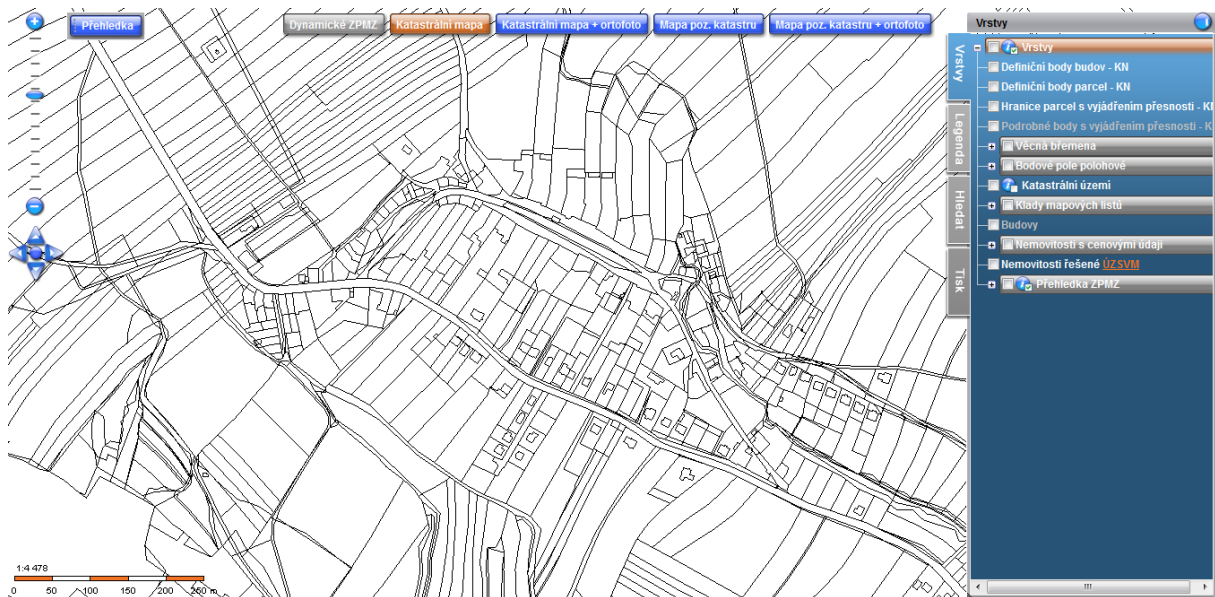 Přehledka
Dynamické ZPMZ
Katastrální mapa
Katastrální mapa + ortofoto
Mapa poz. katastru
Mapa poz. katastru + ortofoto
Vrstvy
Vrstvy
Legenda
Hledat
Tisk
Vrstvy
Definiční body budov - KN
Definiční body parcel - KN
Hranice parcel s vyjádřením přesnosti - KN
Podrobné body s vyjádřením přesnosti - K
Věcná břemena
Bodové pole polohové
Katastrální území
Klady mapových listů
Budovy
Nemovitosti s cenovými údaji
Nemovitosti řešené ÚZSVM
Přehledka ZPMZ
1:4 478
0 50 100 150 200 250 m